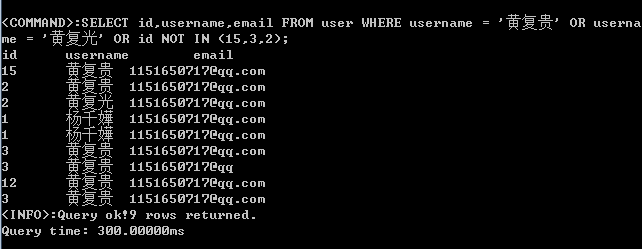 <COMMAND>:SELECT id,username,email FROM user WHERE username = '黄复贵' OR userna
me = '黄复光' OR id NOT IN (15,3,2);
id username email
15 黄复贵 1151650717@qq.com
2 黄复贵 1151650717@qq.com
2 黄复光 1151650717@qq.com
1 杨千嬅 1151650717@qq.com
1 杨千嬅 1151650717@qq.com
3 黄复贵 1151650717@qq.com
3 黄复贵 1151650717@qq
12 黄复贵 1151650717@qq.com
3 黄复贵 1151650717@qq.com
<INFO>:Query ok!9 rows returned.
Query time: 300.00000ms